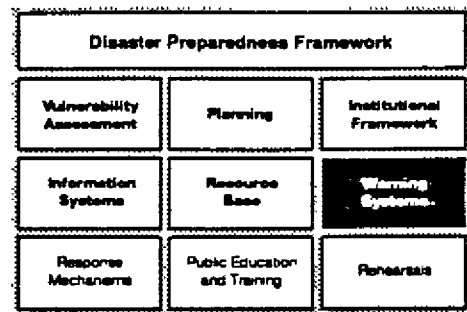 Disaster Preparedness Framework
Vulnerability
Assessment
Planning
Institutional
Framework
Information
Systems
Resource
Base
Warning
Systems
Response
Mechanisms
Public Education
and Training
Rehearsals